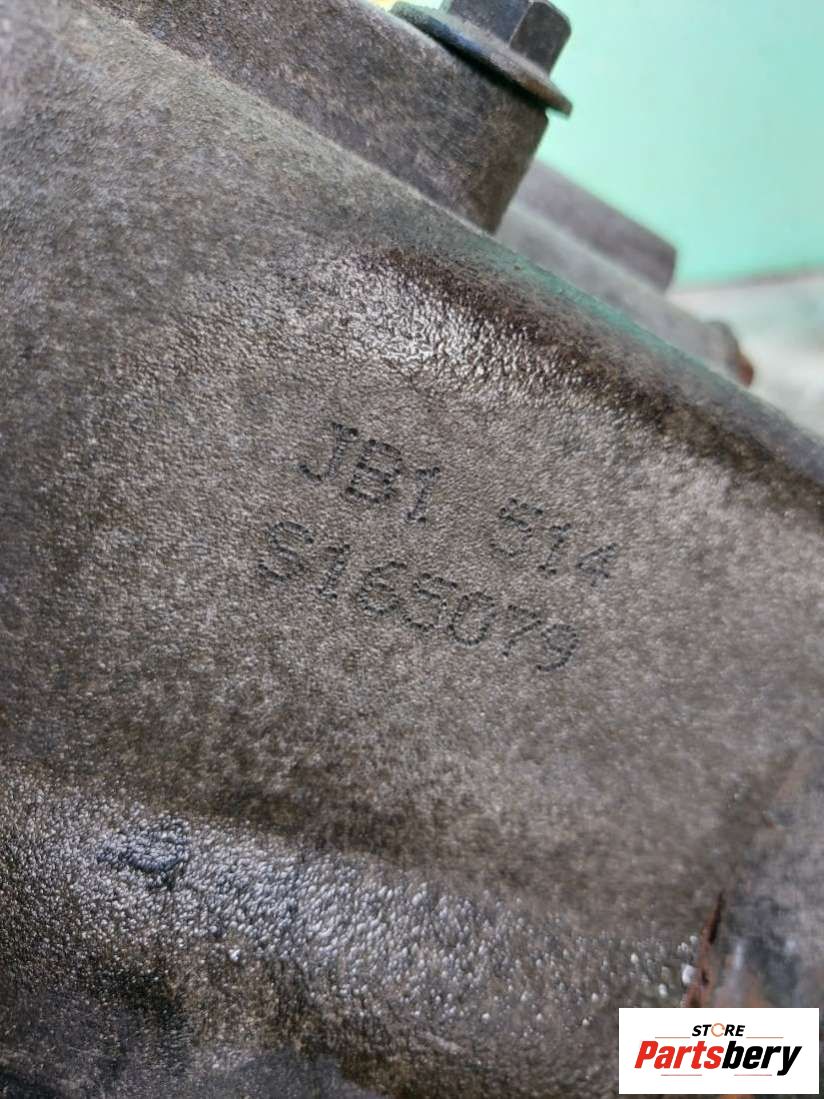 JB1 514
S165079
STORE
Partsbery